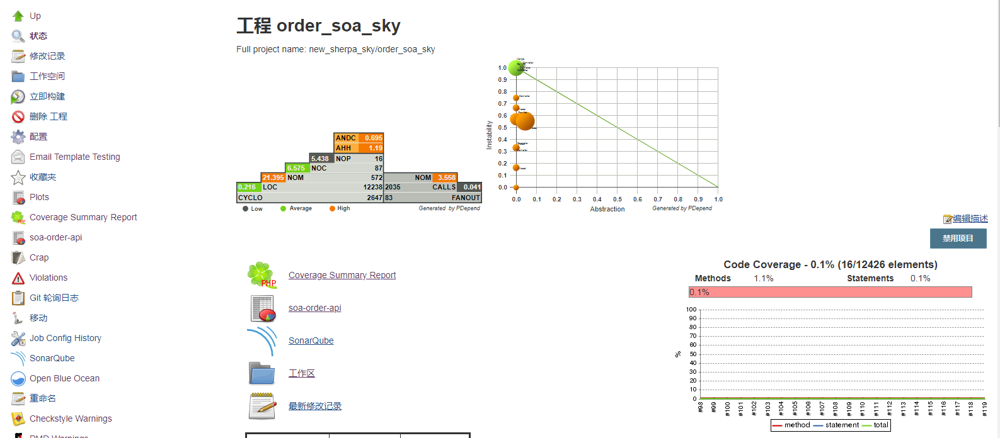 Up
状态
修改记录
工作空间
立即构建
删除 工程
配置
Email Template Testing
收藏夹
Plots
Coverage Summary Report
soa-order-api
Crap
Violations
Git 轮询日志
移动
Job Config History
SonarQube
Open Blue Ocean
重命名
Checkstyle Warnings
PMD Warnings
工程 order_soa_sky
Full project name: new_sherpa_sky/order_soa_sky
ANDC 0.695
AHH 1.19
5.438 NOP 16
6.575 NOC 87
21.395 NOM 572 NOM 3.558
0.216 LOC 12238 2035 CALLS 0.041
CYCLO 2647 83 FANOUT
Low Average High Generated by PDepend
Instability
1.0
0.9
0.8
0.7
0.6
0.5
0.4
0.3
0.2
0.1
0.0
0.0 0.1 0.2 0.3 0.4 0.5 0.6 0.7 0.8 0.9 1.0
Abstraction Generated by PDepend
编辑描述
禁用项目
Coverage Summary Report
soa-order-api
SonarQube
工作区
最新修改记录
Code Coverage - 0.1% (16/12426 elements)
Methods 1.1% Statements 0.1%
0.1%
%
100
90
80
70
60
50
40
30
20
10
0
#98 #99 #100 #101 #102 #103 #104 #105 #106 #107 #108 #109 #110 #111 #112 #113 #114 #115 #116 #117 #118 #119
method statement total